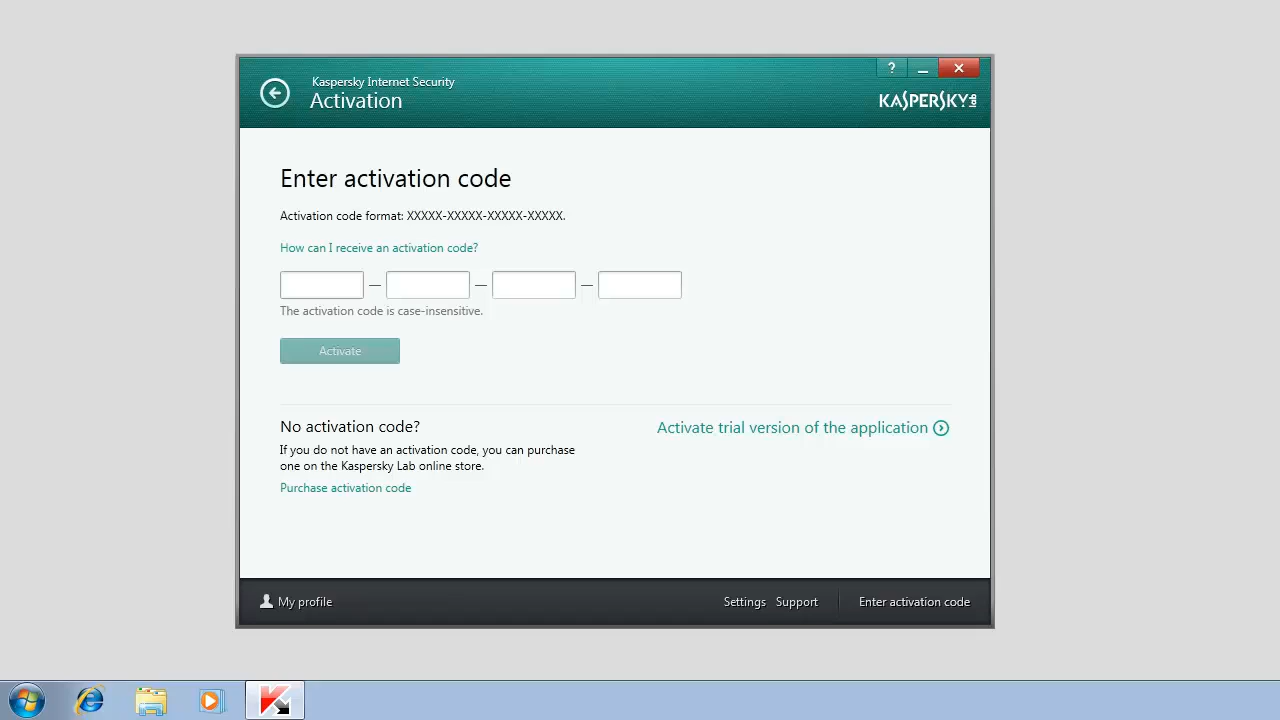 ?
Kaspersky Internet Security
Activation
KASPERSKY LAB
Enter activation code
Activation code format: XXXXX-XXXXX-XXXXX-XXXXX.
How can I receive an activation code?
— — —
The activation code is case-insensitive.
Activate
No activation code?
Activate trial version of the application
If you do not have an activation code, you can purchase
one on the Kaspersky Lab online store.
Purchase activation code
My profile
Settings Support Enter activation code